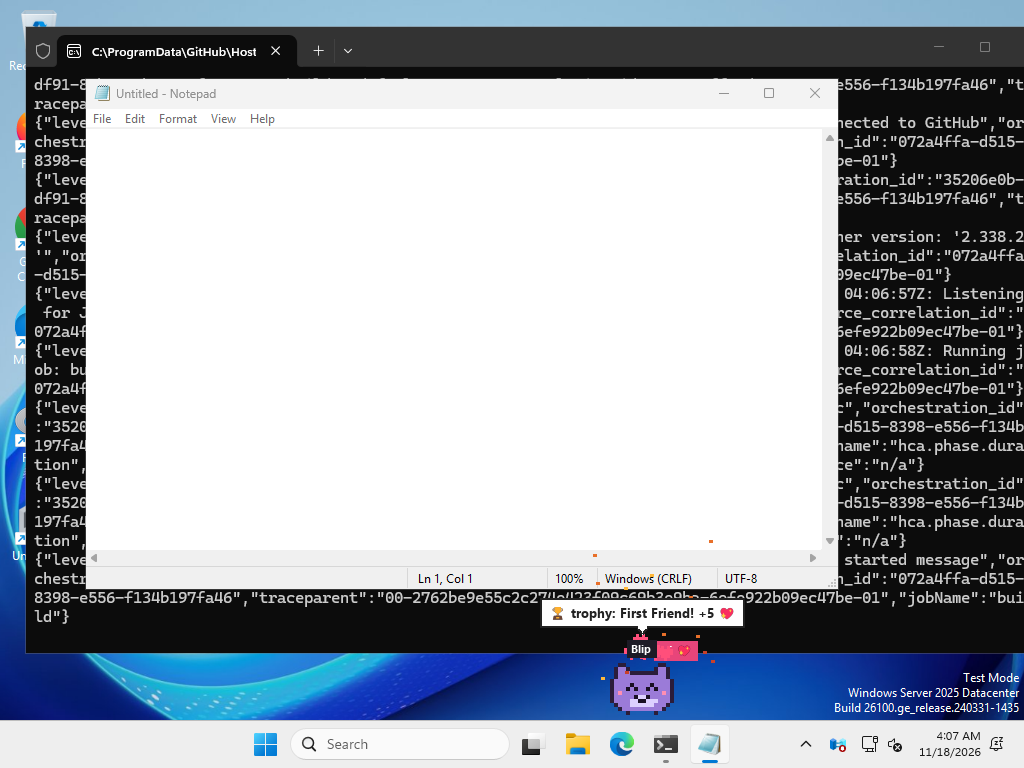 C:\ProgramData\GitHub\Host
df91-8
e556-f134b197fa46","t
racepa
Untitled - Notepad
File Edit Format View Help
{"leve
nected to GitHub","or
chestr
n_id":"072a4ffa-d515-
8398-e
be-01"}
{"leve
ration_id":"35206e0b-
df91-8
e556-f134b197fa46","t
racepa
{"leve
ner version: '2.338.2
'","or
elation_id":"072a4ffa
-d515-
09ec47be-01"}
{"leve
04:06:57Z: Listening
for J
rce_correlation_id":"
072a4f
6efe922b09ec47be-01"}
{"leve
04:06:58Z: Running j
ob: bu
rce_correlation_id":"
072a4f
6efe922b09ec47be-01"}
{"leve
c","orchestration_id"
:"3520
-d515-8398-e556-f134b
197fa4
name":"hca.phase.dura
tion",
ce":"n/a"}
{"leve
c","orchestration_id"
:"3520
-d515-8398-e556-f134b
197fa4
name":"hca.phase.dura
tion",
":"n/a"}
{"leve
started message","or
chestr
n_id":"072a4ffa-d515-
Ln 1, Col 1 100% Windows (CRLF) UTF-8
8398-e556-f134b197fa46","traceparent":"00-2762be9e55c2c27
be-01","jobName":"bui
ld"}
🏆 trophy: First Friend! +5 💖
Blip
Test Mode
Windows Server 2025 Datacenter
Build 26100.ge_release.240331-1435
Search
4:07 AM
11/18/2026